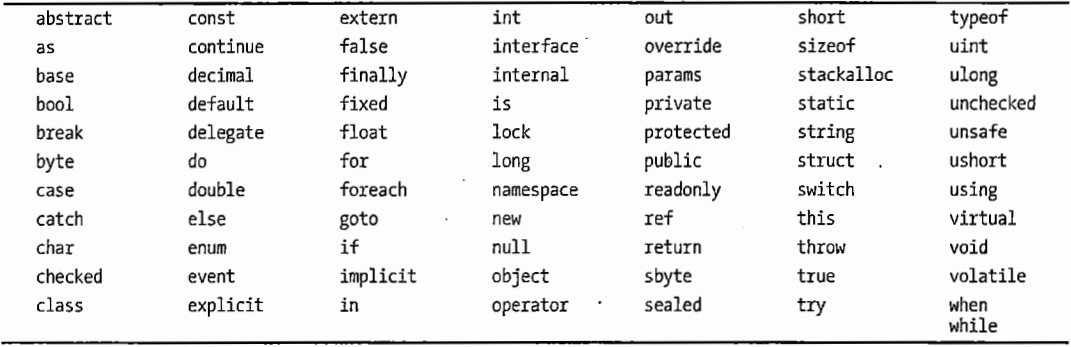 abstract const extern int out short typeof
as continue false interface override sizeof uint
base decimal finally internal params stackalloc ulong
bool default fixed is private static unchecked
break delegate float lock protected string unsafe
byte do for long public struct ushort
case double foreach namespace readonly switch using
catch else goto new ref this virtual
char enum if null return throw void
checked event implicit object sbyte true volatile
class explicit in operator sealed try when
while